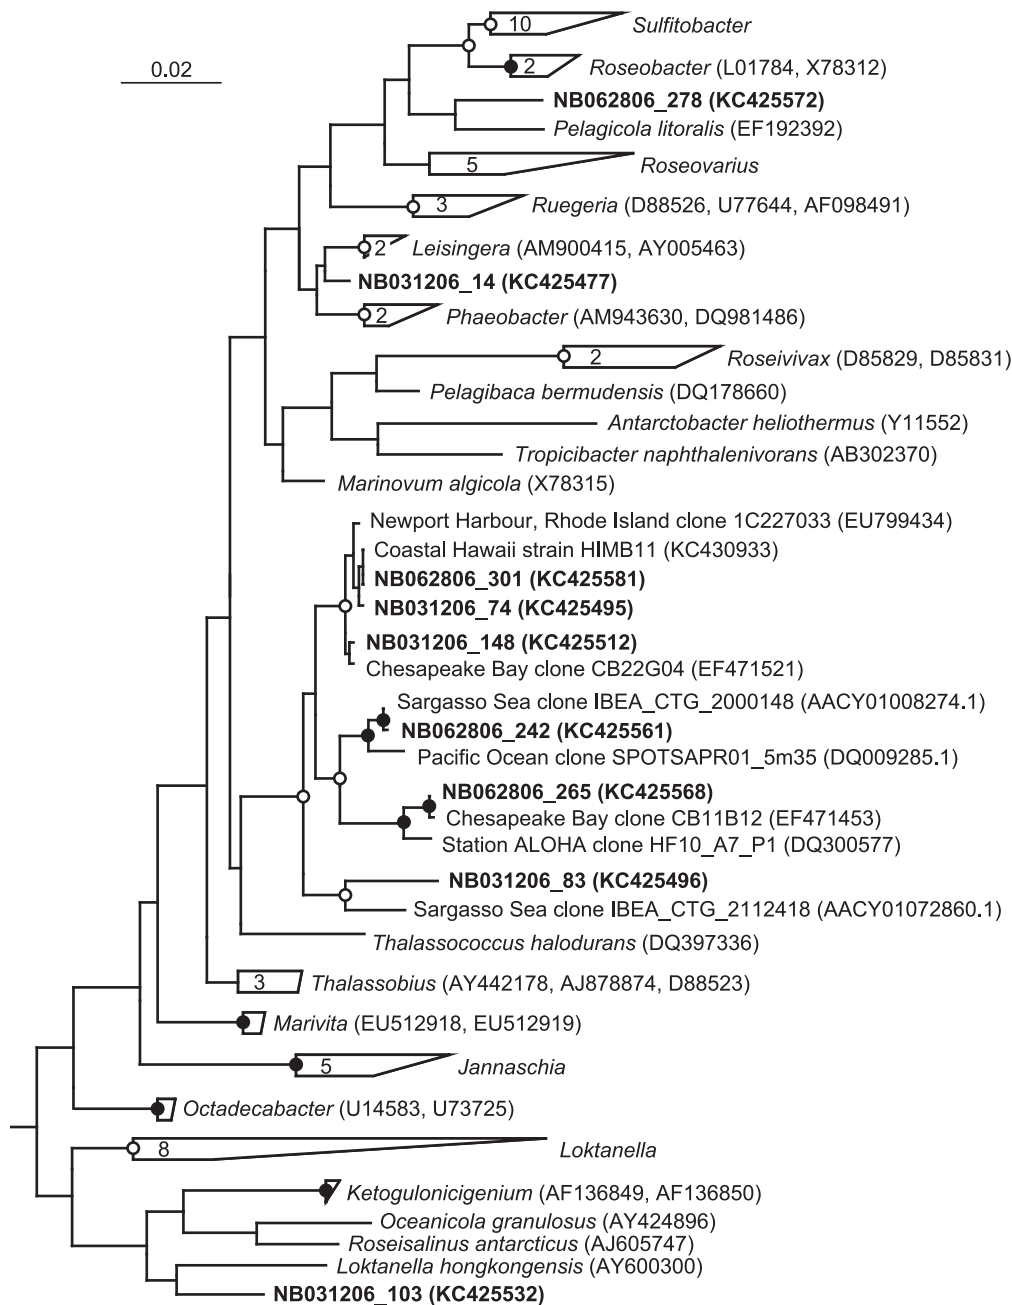 10
Sulfitobacter
0.02
2
Roseobacter (L01784, X78312)
NB062806_278 (KC425572)
Pelagicola litoralis (EF192392)
5
Roseovarius
3
Ruegeria (D88526, U77644, AF098491)
2
Leisingera (AM900415, AY005463)
NB031206_14 (KC425477)
2
Phaeobacter (AM943630, DQ981486)
2
Roseivivax (D85829, D85831)
Pelagibaca bermudensis (DQ178660)
Antarctobacter heliothermus (Y11552)
Tropicibacter naphthalenivorans (AB302370)
Marinovum algicola (X78315)
Newport Harbour, Rhode Island clone 1C227033 (EU799434)
Coastal Hawaii strain HIMB11 (KC430933)
NB062806_301 (KC425581)
NB031206_74 (KC425495)
NB031206_148 (KC425512)
Chesapeake Bay clone CB22G04 (EF471521)
Sargasso Sea clone IBEA_CTG_2000148 (AACY01008274.1)
NB062806_242 (KC425561)
Pacific Ocean clone SPOTSAPR01_5m35 (DQ009285.1)
NB062806_265 (KC425568)
Chesapeake Bay clone CB11B12 (EF471453)
Station ALOHA clone HF10_A7_P1 (DQ300577)
NB031206_83 (KC425496)
Sargasso Sea clone IBEA_CTG_2112418 (AACY01072860.1)
Thalassococcus halodurans (DQ397336)
3
Thalassobius (AY442178, AJ878874, D88523)
Marivita (EU512918, EU512919)
5
Jannaschia
Octadecabacter (U14583, U73725)
8
Loktanella
Ketogulonicigenium (AF136849, AF136850)
Oceanicola granulosus (AY424896)
Roseisalinus antarcticus (AJ605747)
Loktanella hongkongensis (AY600300)
NB031206_103 (KC425532)